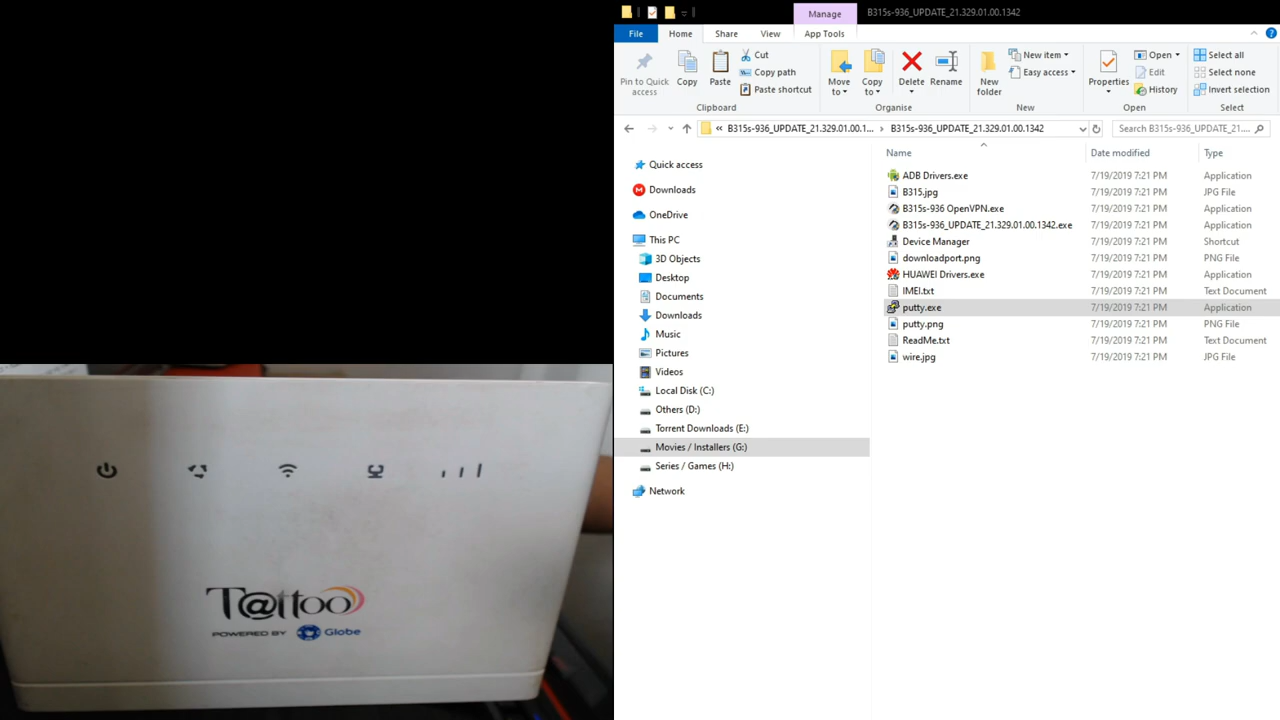 Manage
B315s-936_UPDATE_21.329.01.00.1342
File
Home
Share
View
App Tools
Pin to Quick access
Copy
Paste
Cut
Copy path
Paste shortcut
Clipboard
Move to
Copy to
Delete
Rename
Organise
New folder
New item
Easy access
New
Properties
Open
Edit
History
Open
Select all
Select none
Invert selection
Select
« B315s-936_UPDATE_21.329.01.00.1... › B315s-936_UPDATE_21.329.01.00.1342
Search B315s-936_UPDATE_21....
Name Date modified Type
Quick access
Downloads
OneDrive
This PC
3D Objects
Desktop
Documents
Downloads
Music
Pictures
Videos
Local Disk (C:)
Others (D:)
Torrent Downloads (E:)
Movies / Installers (G:)
Series / Games (H:)
Network
ADB Drivers.exe 7/19/2019 7:21 PM Application
B315.jpg 7/19/2019 7:21 PM JPG File
B315s-936 OpenVPN.exe 7/19/2019 7:21 PM Application
B315s-936_UPDATE_21.329.01.00.1342.exe 7/19/2019 7:21 PM Application
Device Manager 7/19/2019 7:21 PM Shortcut
downloadport.png 7/19/2019 7:21 PM PNG File
HUAWEI Drivers.exe 7/19/2019 7:21 PM Application
IMEI.txt 7/19/2019 7:21 PM Text Document
putty.exe 7/19/2019 7:21 PM Application
putty.png 7/19/2019 7:21 PM PNG File
ReadMe.txt 7/19/2019 7:21 PM Text Document
wire.jpg 7/19/2019 7:21 PM JPG File
T@ttoo
POWERED BY Globe